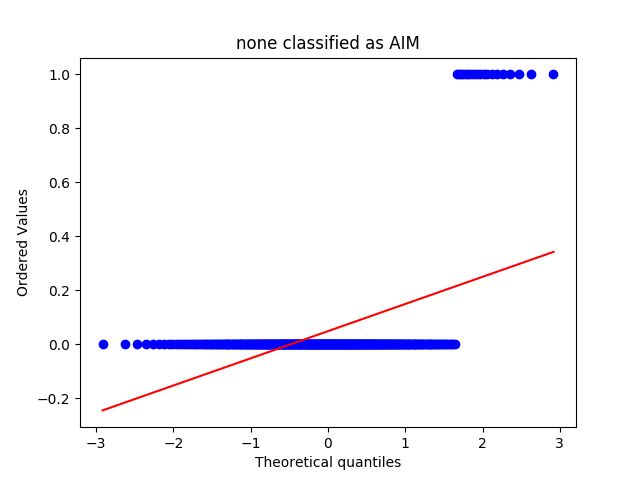 none classified as AIM
1.0
0.8
0.6
0.4
0.2
0.0
−0.2
Ordered Values
−3 −2 −1 0 1 2 3
Theoretical quantiles